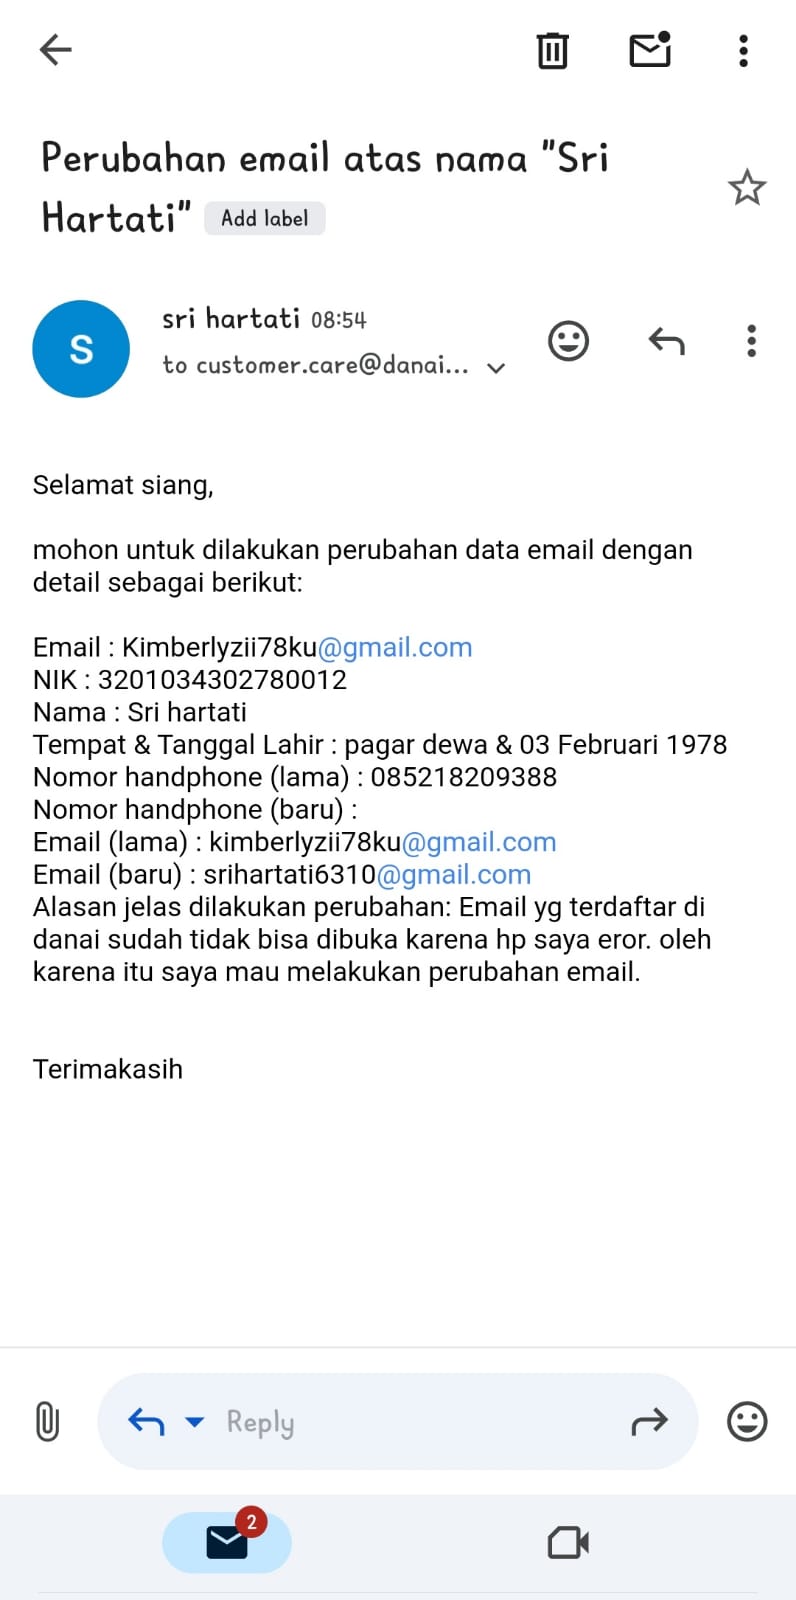 Perubahan email atas nama "Sri
Hartati" Add label
sri hartati 08:54
to customer.care@danai...
S
Selamat siang,
mohon untuk dilakukan perubahan data email dengan
detail sebagai berikut:
Email : Kimberlyzii78ku@gmail.com
NIK : 3201034302780012
Nama : Sri hartati
Tempat & Tanggal Lahir : pagar dewa & 03 Februari 1978
Nomor handphone (lama) : 085218209388
Nomor handphone (baru) :
Email (lama) : kimberlyzii78ku@gmail.com
Email (baru) : srihartati6310@gmail.com
Alasan jelas dilakukan perubahan: Email yg terdaftar di
danai sudah tidak bisa dibuka karena hp saya eror. oleh
karena itu saya mau melakukan perubahan email.
Terimakasih
Reply
2